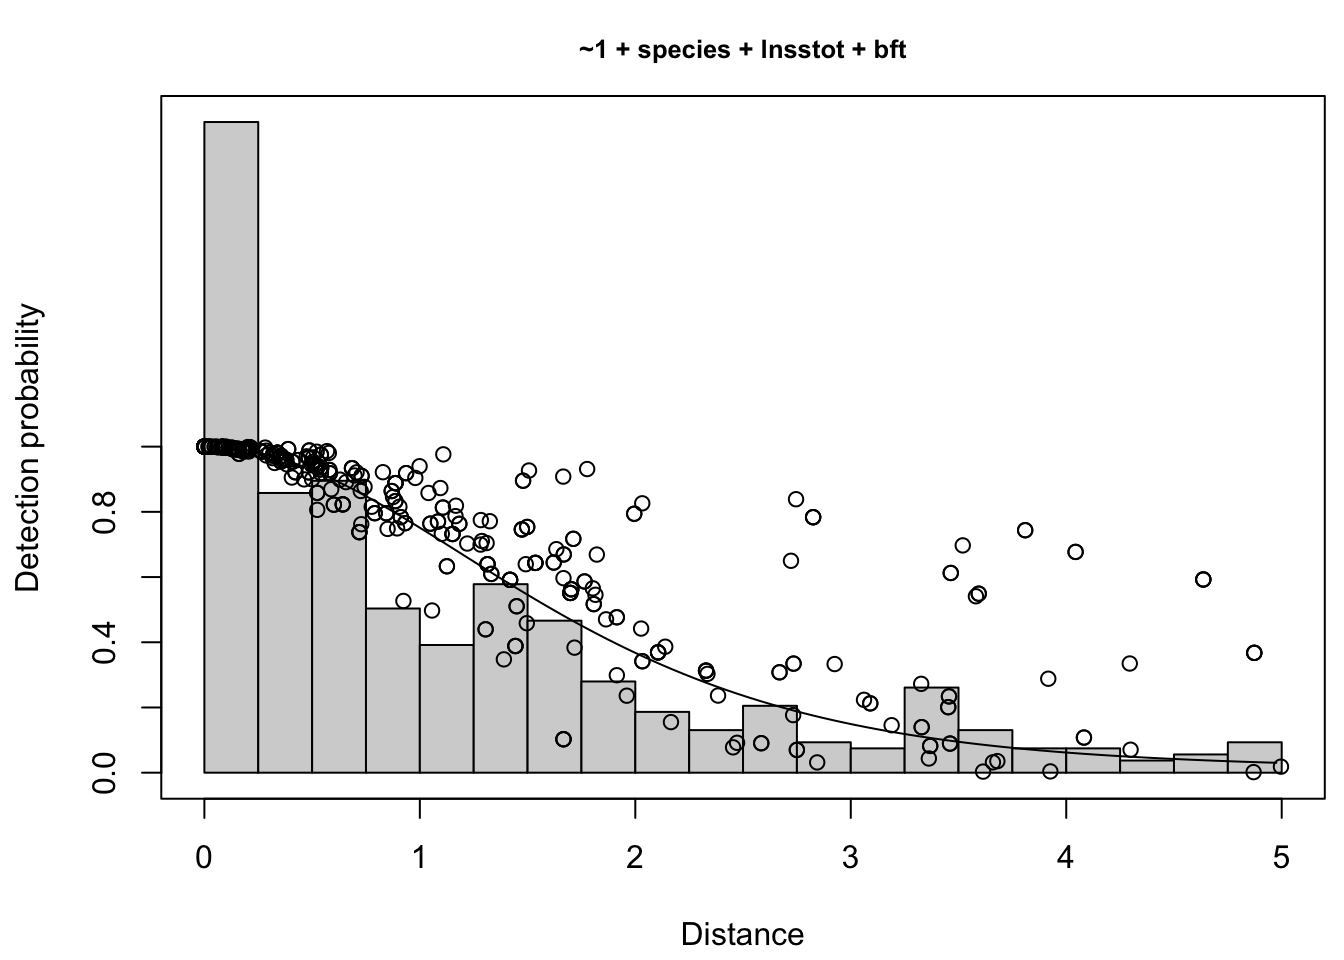 ~1 + species + lnsstot + bft
Detection probability
0.8
0.4
0.0
0 1 2 3 4 5
Distance